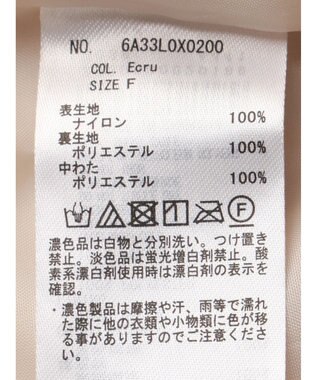 NO. 6A33L0X0200
COL. Ecru
SIZE F
表生地
ナイロン 100%
裏生地
ポリエステル 100%
中わた
ポリエステル 100%
F
濃色品は白物と分別洗い。つけ置き
禁止。淡色品は蛍光増白剤禁止。酸
素系漂白剤使用時は漂白剤の表示を
確認。
・濃色製品は摩擦や汗、雨等で濡れ
た際に他の衣類や小物類に色が移
る事がありますのでご注意くださ
い。